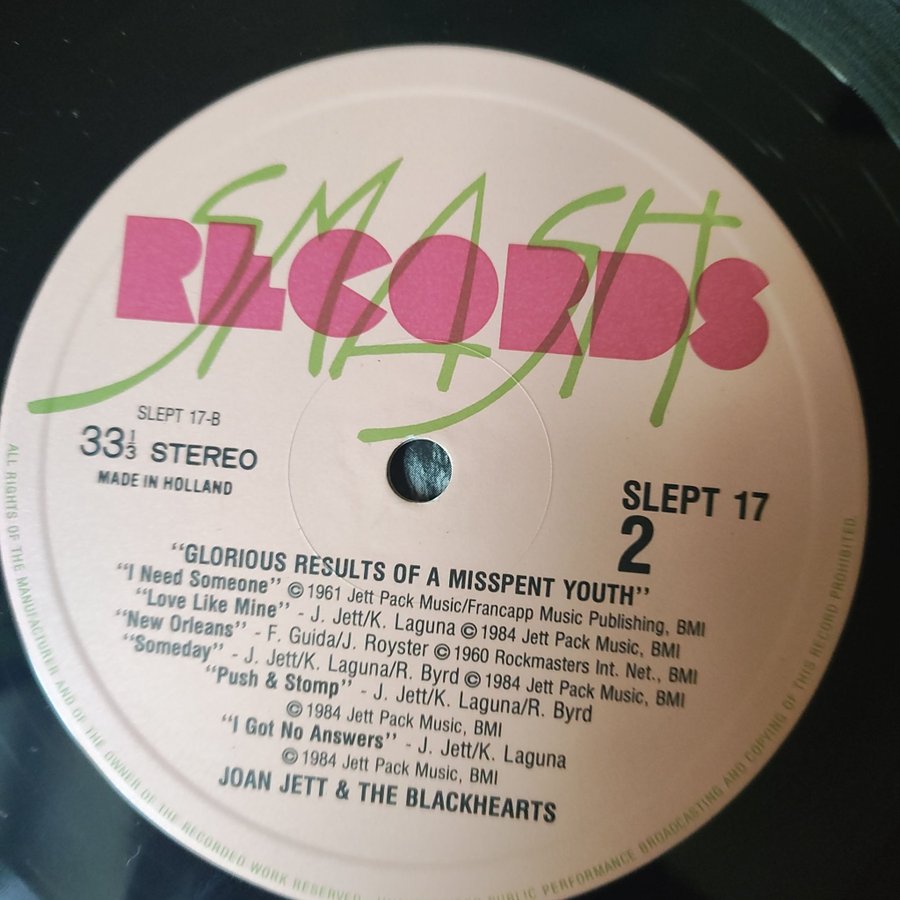 SMASH
RECORDS
SLEPT 17-B
33⅓ STEREO
MADE IN HOLLAND
SLEPT 17
2
“GLORIOUS RESULTS OF A MISSPENT YOUTH”
“I Need Someone” ©1961 Jett Pack Music/Francapp Music Publishing, BMI
“Love Like Mine” - J. Jett/K. Laguna ©1984 Jett Pack Music, BMI
“New Orleans” - F. Guida/J. Royster ©1960 Rockmasters Int. Net., BMI
“Someday” - J. Jett/K. Laguna/R. Byrd ©1984 Jett Pack Music, BMI
“Push & Stomp” - J. Jett/K. Laguna/R. Byrd
©1984 Jett Pack Music, BMI
“I Got No Answers” - J. Jett/K. Laguna
©1984 Jett Pack Music, BMI
JOAN JETT & THE BLACKHEARTS
ALL RIGHTS OF THE MANUFACTURER AND OF THE OWNER OF THE RECORDED WORK RESERVED. PUBLIC PERFORMANCE BROADCASTING AND COPYING OF THIS RECORD PROHIBITED.